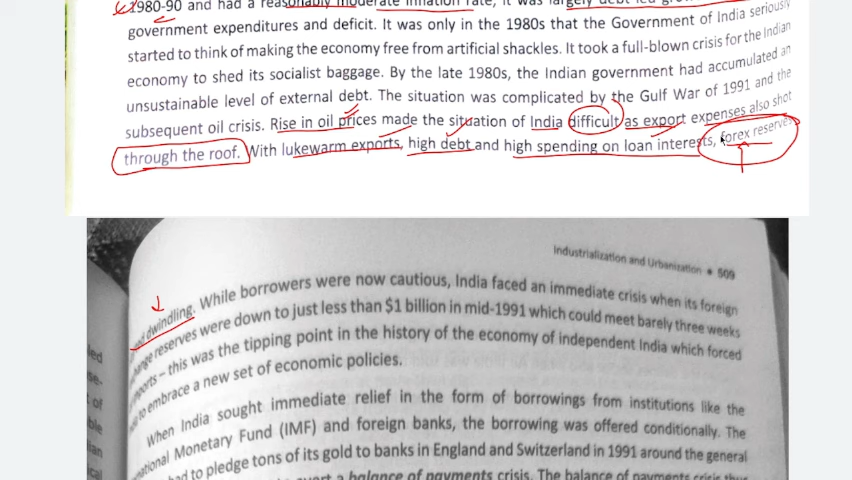 1980-90 and had a reasonably moderate inflation rate, it was largely debt led
government expenditures and deficit. It was only in the 1980s that the Government of India seriously
started to think of making the economy free from artificial shackles. It took a full-blown crisis for the Indian
economy to shed its socialist baggage. By the late 1980s, the Indian government had accumulated an
unsustainable level of external debt. The situation was complicated by the Gulf War of 1991 and the
subsequent oil crisis. Rise in oil prices made the situation of India difficult as export expenses also shot
through the roof. With lukewarm exports, high debt and high spending on loan interests, forex reserves
Industrialization and Urbanization • 509
dwindling. While borrowers were now cautious, India faced an immediate crisis when its foreign
reserves were down to just less than $1 billion in mid-1991 which could meet barely three weeks
– this was the tipping point in the history of the economy of independent India which forced
to embrace a new set of economic policies.
When India sought immediate relief in the form of borrowings from institutions like the
Monetary Fund (IMF) and foreign banks, the borrowing was offered conditionally. The
to pledge tons of its gold to banks in England and Switzerland in 1991 around the general
a balance of payments crisis. The balance of payments crisis thus